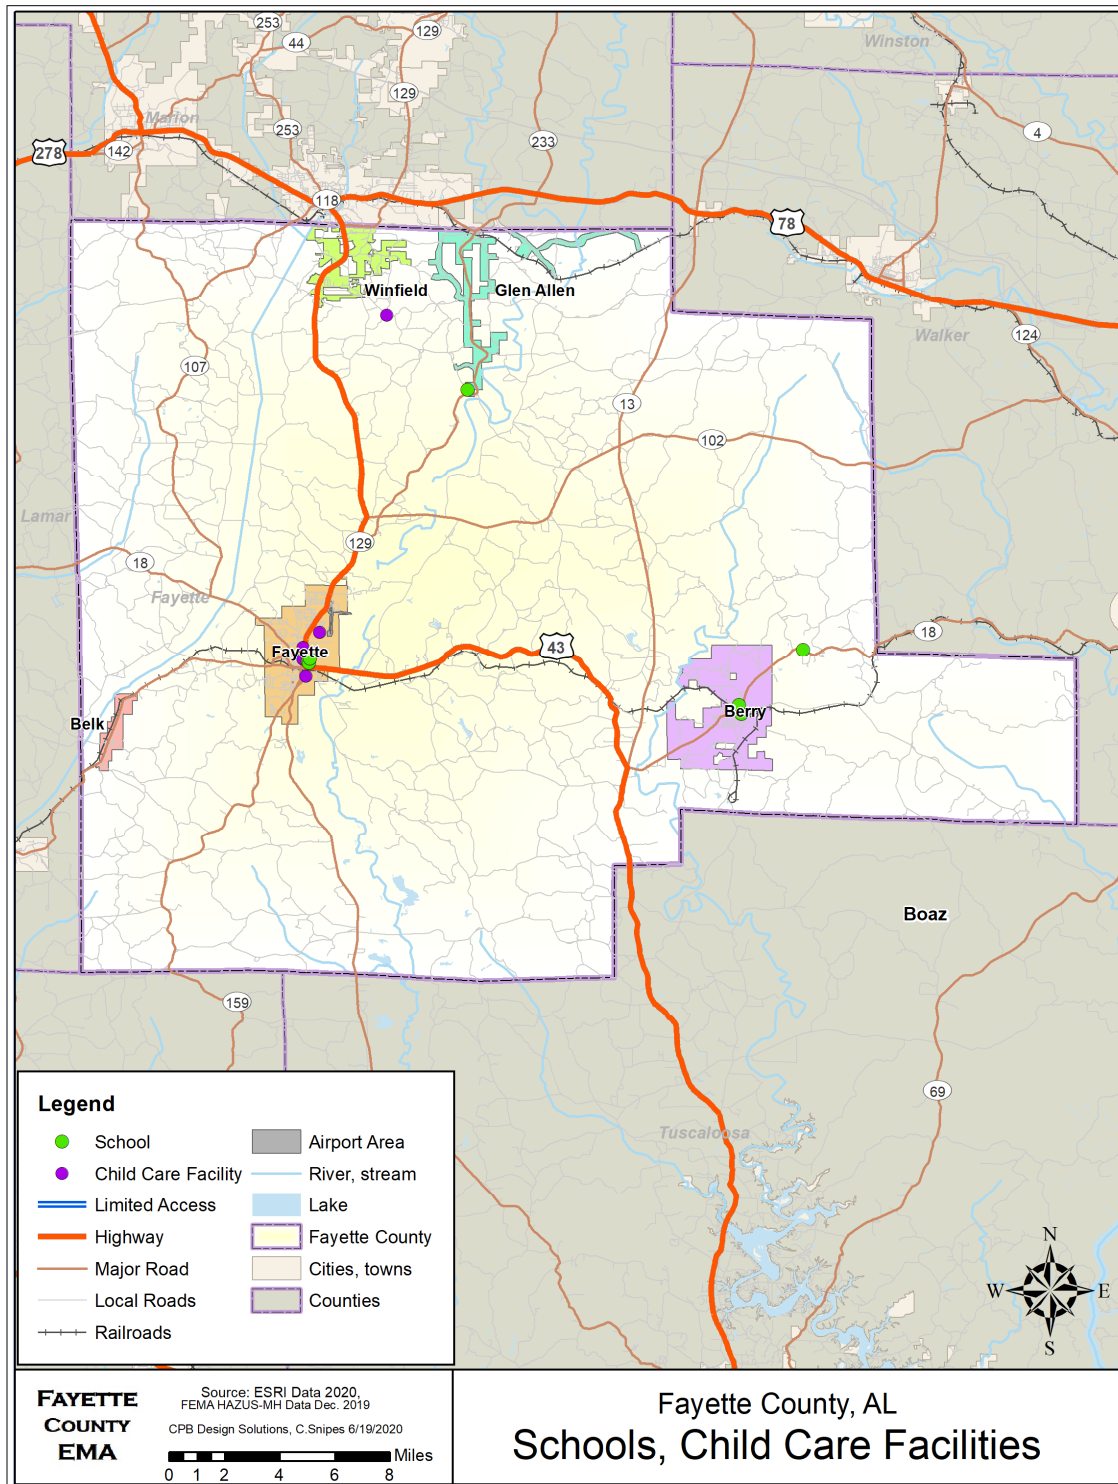 253
129
44
Winston
129
Marion
253
4
233
142
278
118
78
Winfield
Glen Allen
124
Walker
107
13
102
Lamar
129
18
Fayette
18
43
Fayette
Belk
Berry
Boaz
159
69
Tuscaloosa
Legend
School
Child Care Facility
Limited Access
Highway
Major Road
Local Roads
Railroads
Airport Area
River, stream
Lake
Fayette County
Cities, towns
Counties
N
W
E
S
FAYETTE
COUNTY
EMA
Source: ESRI Data 2020,
FEMA HAZUS-MH Data Dec. 2019
CPB Design Solutions, C.Snipes 6/19/2020
Miles
0 1 2 4 6 8
Fayette County, AL
Schools, Child Care Facilities